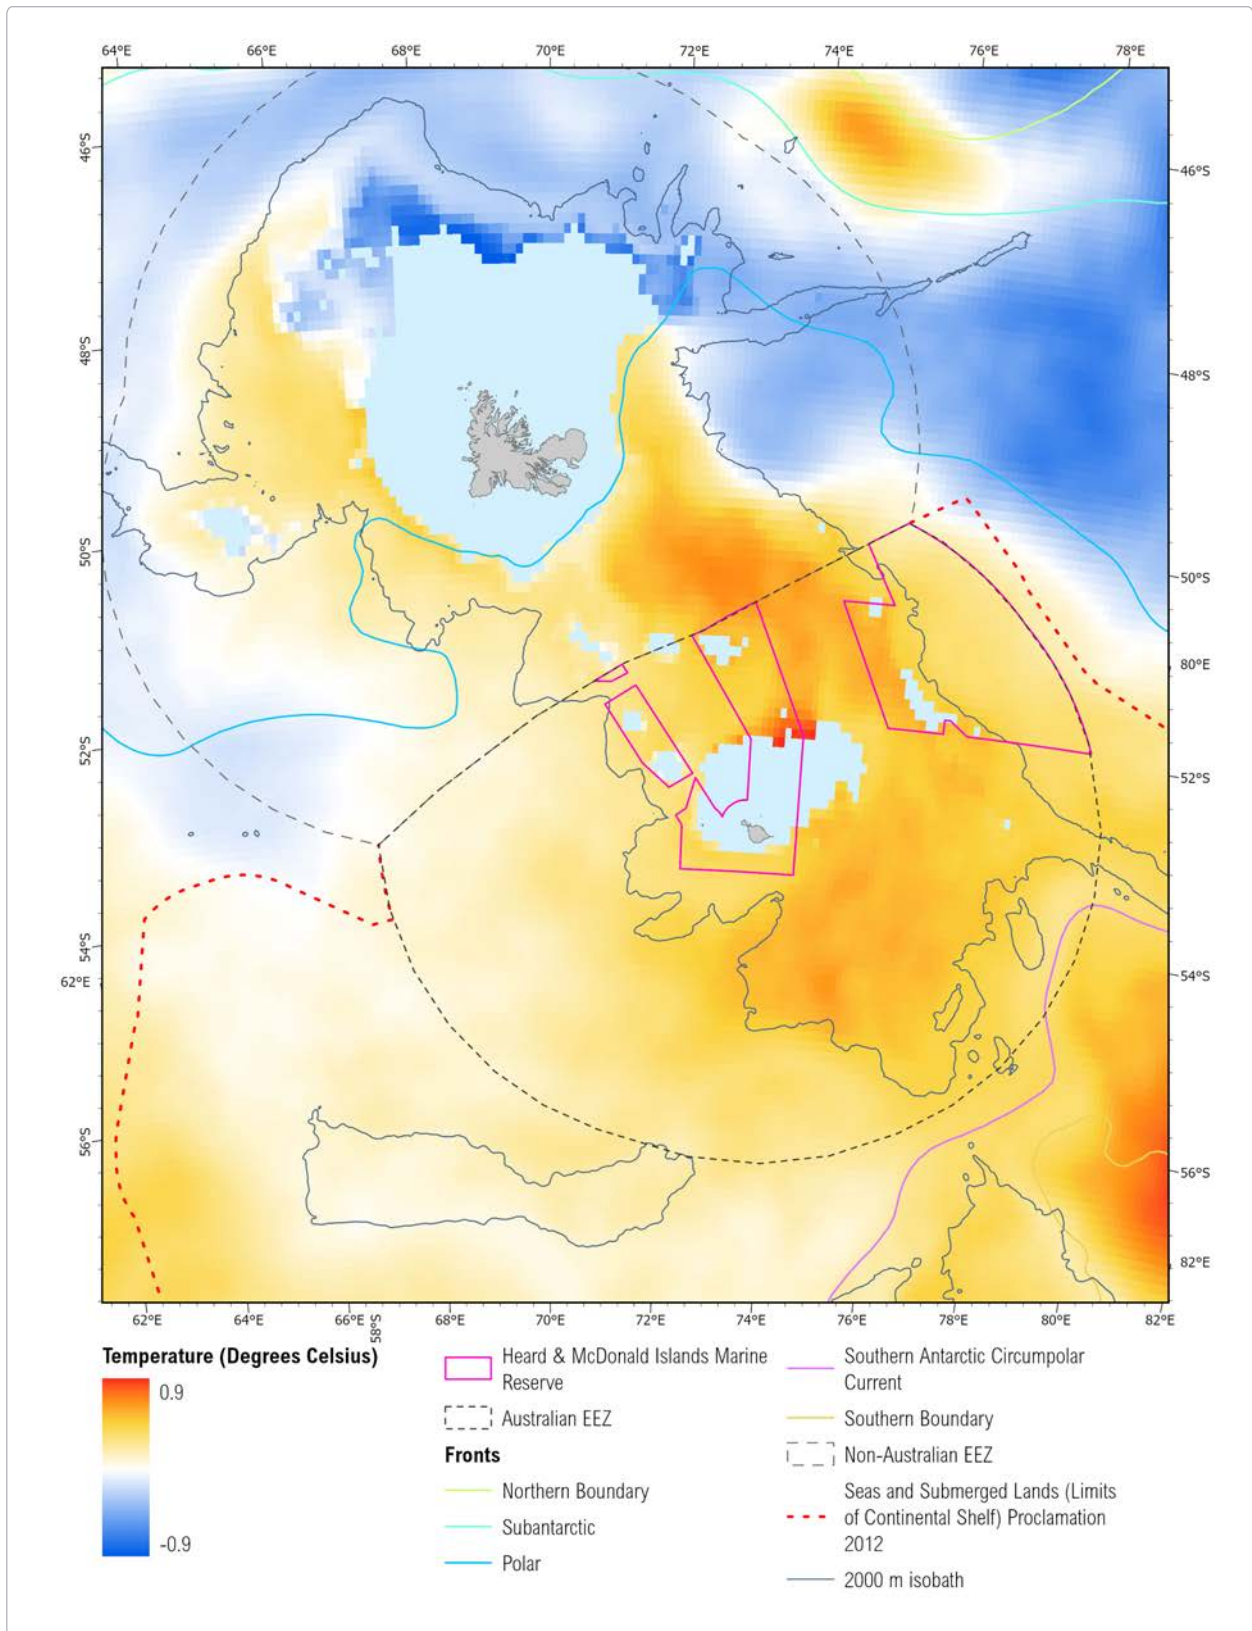 64°E 66°E 68°E 70°E 72°E 74°E 76°E 78°E
46°S
46°S
48°S
48°S
50°S
50°S
80°E
52°S
52°S
54°S
54°S
62°E
56°S
56°S
82°E
62°E 64°E 66°E 58°S 68°E 70°E 72°E 74°E 76°E 78°E 80°E 82°E
Temperature (Degrees Celsius)
0.9
-0.9
Heard & McDonald Islands Marine
Reserve
Australian EEZ
Fronts
Northern Boundary
Subantarctic
Polar
Southern Antarctic Circumpolar
Current
Southern Boundary
Non-Australian EEZ
Seas and Submerged Lands (Limits
of Continental Shelf) Proclamation
2012
2000 m isobath